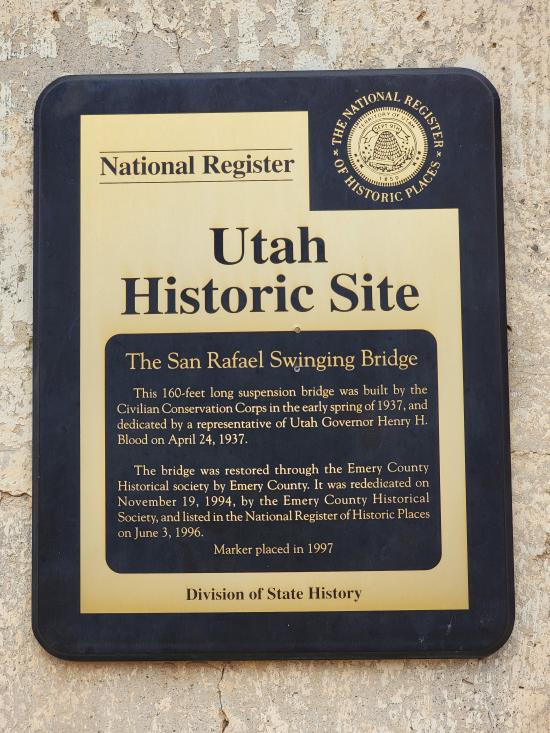 THE NATIONAL REGISTER
OF HISTORIC PLACES
1850
National Register
Utah
Historic Site
The San Rafael Swinging Bridge
This 160-feet long suspension bridge was built by the
Civilian Conservation Corps in the early spring of 1937, and
dedicated by a representative of Utah Governor Henry H.
Blood on April 24, 1937.
The bridge was restored through the Emery County
Historical society by Emery County. It was rededicated on
November 19, 1994, by the Emery County Historical
Society, and listed in the National Register of Historic Places
on June 3, 1996.
Marker placed in 1997
Division of State History